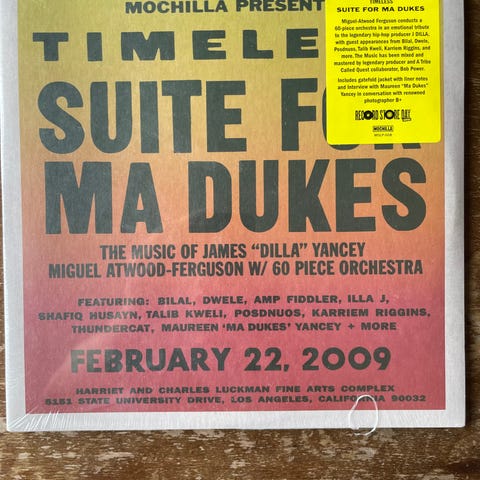 MOCHILLA PRESENT
TIMELE
SUITE FOR
MA DUKES
THE MUSIC OF JAMES "DILLA" YANCEY
MIGUEL ATWOOD-FERGUSON W/ 60 PIECE ORCHESTRA
FEATURING: BILAL, DWELE, AMP FIDDLER, ILLA J,
SHAFIQ HUSAYN, TALIB KWELI, POSDNUOS, KARRIEM RIGGINS,
THUNDERCAT, MAUREEN 'MA DUKES' YANCEY + MORE
FEBRUARY 22, 2009
HARRIET AND CHARLES LUCKMAN FINE ARTS COMPLEX
5151 STATE UNIVERSITY DRIVE, LOS ANGELES, CALIFORNIA 90032
TIMELESS
SUITE FOR MA DUKES
Miguel-Atwood Ferguson conducts a
60-piece orchestra in an emotional tribute
to the legendary hip-hop producer J DILLA,
with guest appearances from Bilal, Dwele,
Posdnuos, Talib Kweli, Karriem Riggins, and
more. The Music has been mixed and
mastered by legendary producer and A Tribe
Called Quest collaborator, Bob Power.
Includes gatefold jacket with liner notes
and interview with Maureen "Ma Dukes"
Yancey in conversation with renowned
photographer B+
RECORD STORE DAY
MOCHILLA